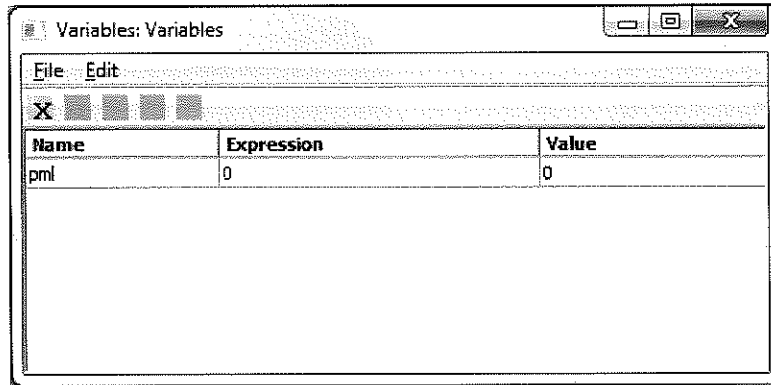 Variables: Variables
File Edit
Name Expression Value
pml 0 0